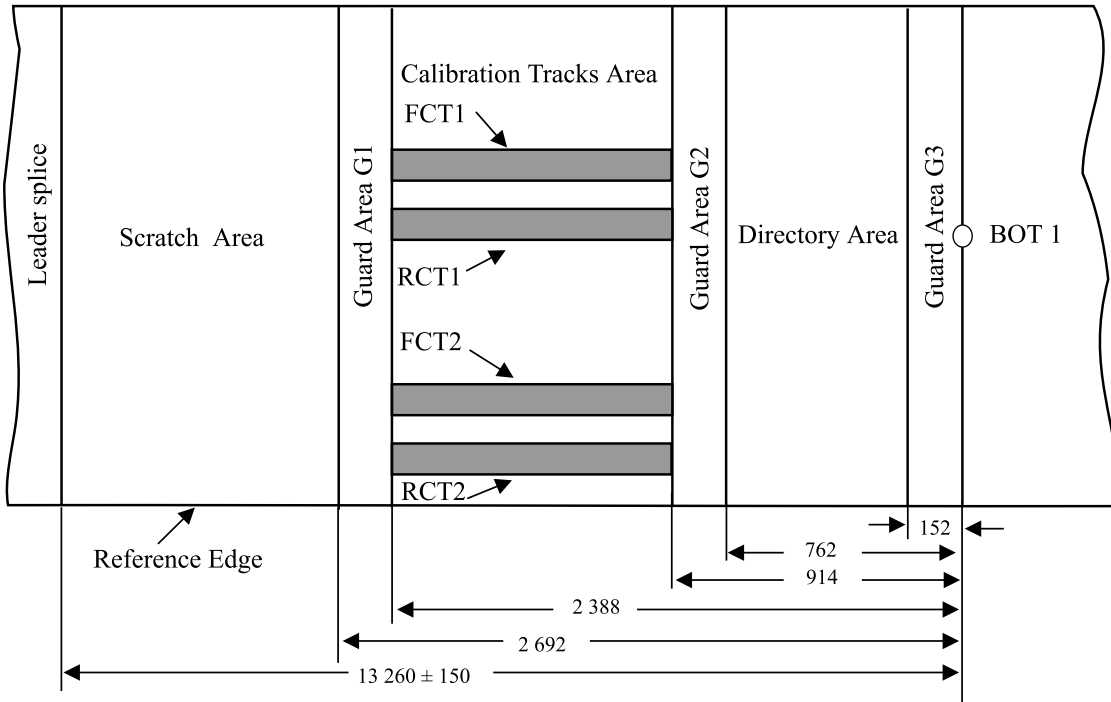 Calibration Tracks Area
FCT1
RCT1
FCT2
RCT2
Leader splice
Scratch Area
Guard Area G1
Guard Area G2
Directory Area
Guard Area G3
BOT 1
Reference Edge
152
762
914
2 388
2 692
13 260 ± 150